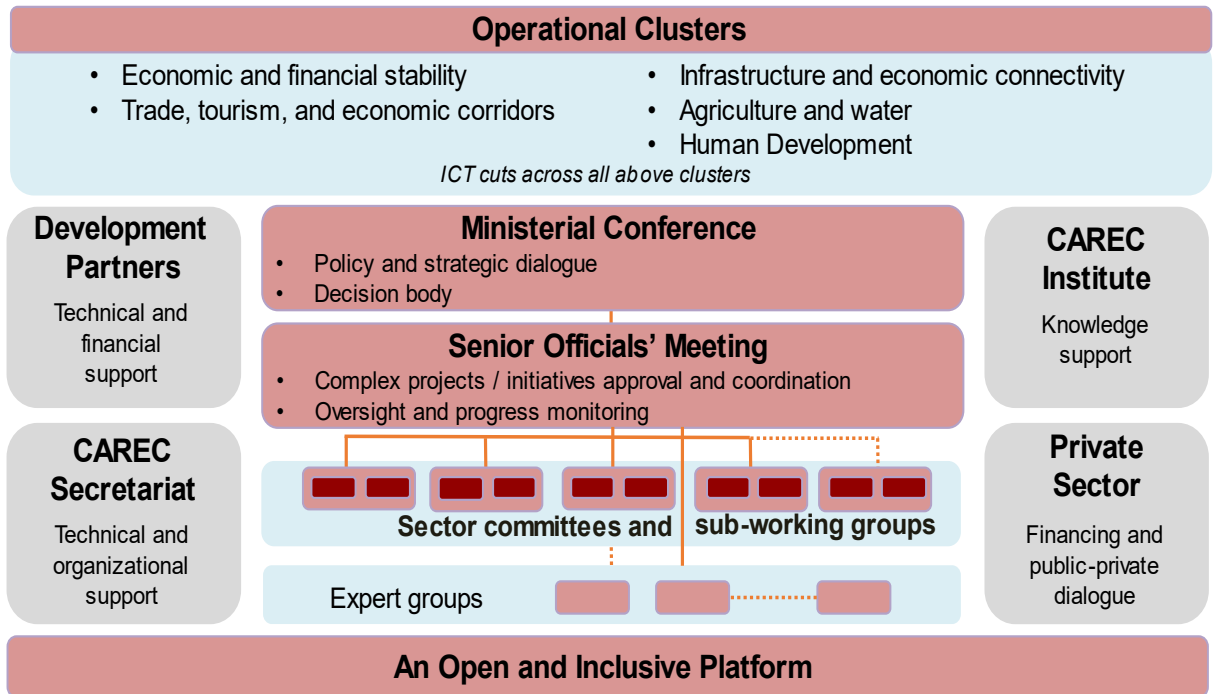 Operational Clusters
• Economic and financial stability
• Trade, tourism, and economic corridors
• Infrastructure and economic connectivity
• Agriculture and water
• Human Development
ICT cuts across all above clusters
Development
Partners
Technical and
financial
support
CAREC
Secretariat
Technical and
organizational
support
Ministerial Conference
• Policy and strategic dialogue
• Decision body
Senior Officials’ Meeting
• Complex projects / initiatives approval and coordination
• Oversight and progress monitoring
Sector committees and sub-working groups
Expert groups
CAREC
Institute
Knowledge
support
Private
Sector
Financing and
public-private
dialogue
An Open and Inclusive Platform